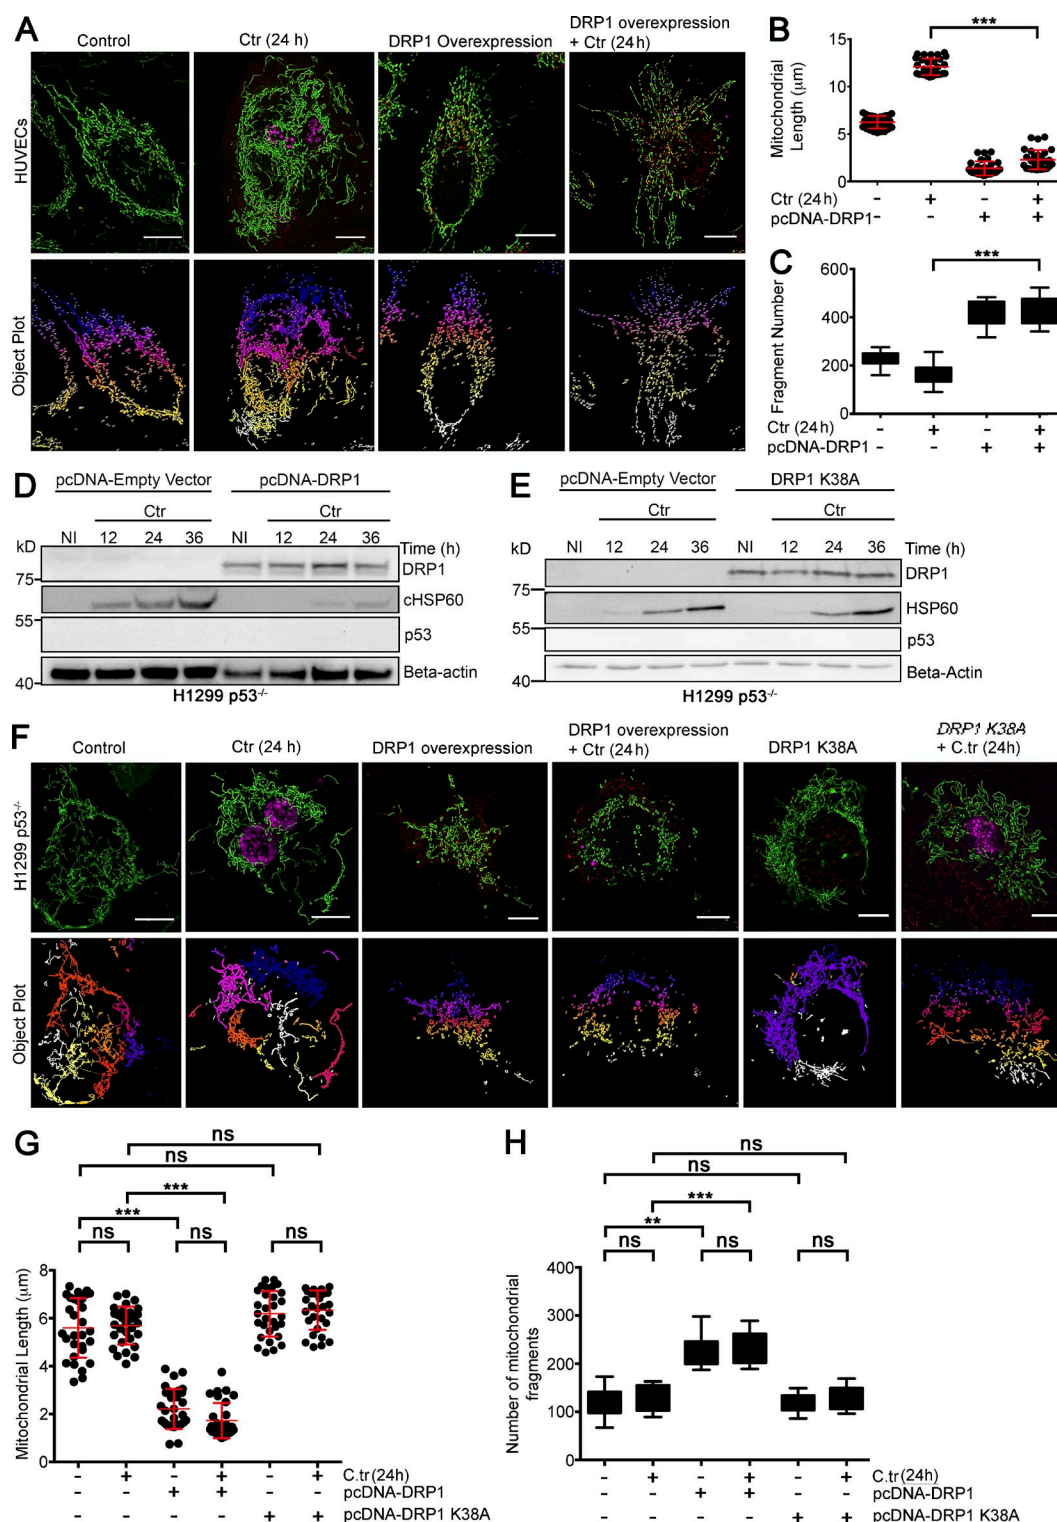 A
Control
Ctr (24 h)
DRP1 Overexpression
DRP1 overexpression
+ Ctr (24h)
HUVECs
Object Plot
B
***
Mitochondrial
Length (μm)
15
10
5
0
Ctr (24h) - + - +
pcDNA-DRP1 - - + +
C
***
Fragment Number
600
400
200
0
Ctr (24h) - + - +
pcDNA-DRP1 - - + +
D
pcDNA-Empty Vector pcDNA-DRP1
Ctr Ctr
kD NI 12 24 36 NI 12 24 36 Time (h)
DRP1
75
cHSP60
55
p53
Beta-actin
40
H1299 p53-/-
E
pcDNA-Empty Vector DRP1 K38A
Ctr Ctr
kD NI 12 24 36 NI 12 24 36 Time (h)
DRP1
75
HSP60
55
p53
Beta-Actin
40
H1299 p53-/-
F
Control
Ctr (24 h)
DRP1 overexpression
DRP1 overexpression
+ Ctr (24h)
DRP1 K38A
DRP1 K38A
+ C.tr (24h)
H1299 p53-/-
Object Plot
G
ns
ns
***
***
ns ns ns
Mitochondrial Length (μm)
8
6
4
2
0
- + - + - + C.tr (24h)
- - + + - - pcDNA-DRP1
- - - - + + pcDNA-DRP1 K38A
H
ns
ns
***
**
ns ns ns
Number of mitochondrial
fragments
400
300
200
100
0
- + - + - + C.tr (24h)
- - + + - - pcDNA-DRP1
- - - - + + pcDNA-DRP1 K38A